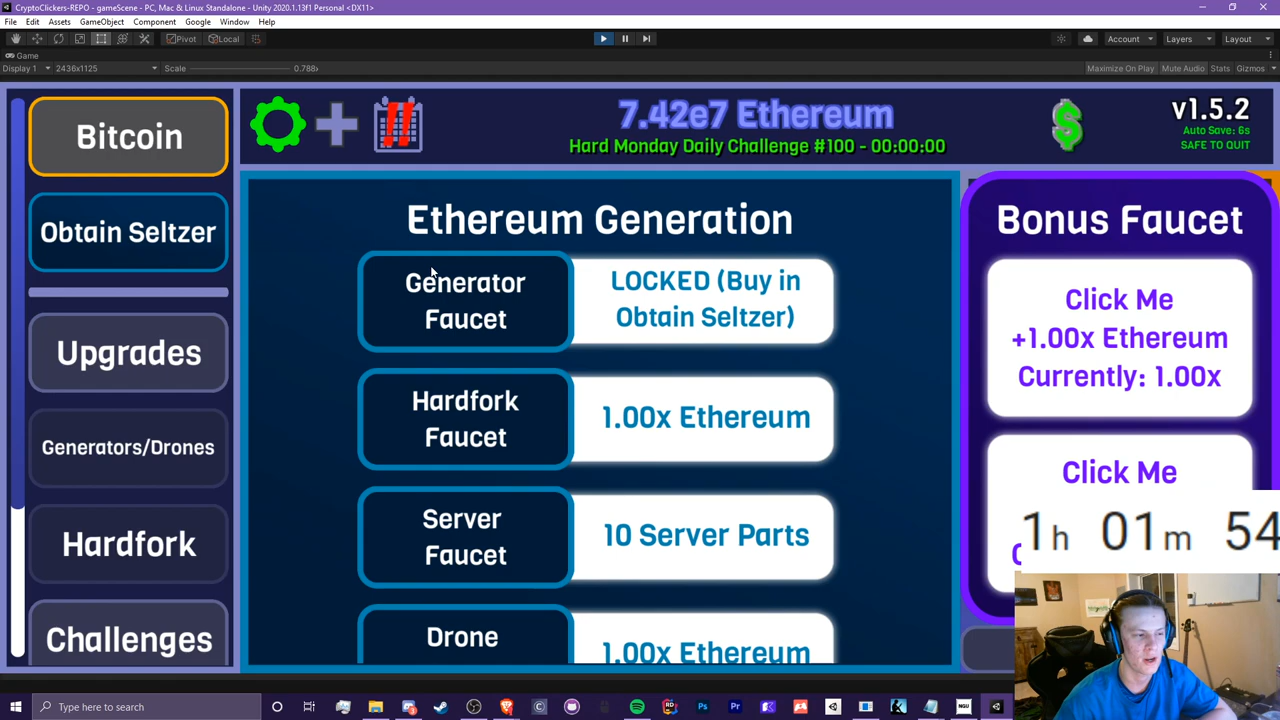 CryptoClickers-REPO - gameScene - PC, Mac & Linux Standalone - Unity 2020.1.13f1 Personal <DX11>
File Edit Assets GameObject Component Google Window Help
Pivot Local Account Layers Layout
Game
Display 1 2436x1125 Scale 0.788x Maximize On Play Mute Audio Stats Gizmos
Bitcoin
Obtain Seltzer
Upgrades
Generators/Drones
Hardfork
Challenges
7.42e7 Ethereum
Hard Monday Daily Challenge #100 - 00:00:00
$
v1.5.2
Auto Save: 6s
SAFE TO QUIT
Ethereum Generation
Generator
Faucet
LOCKED (Buy in
Obtain Seltzer)
Hardfork
Faucet
1.00x Ethereum
Server
Faucet
10 Server Parts
Drone
1.00x Ethereum
Bonus Faucet
Click Me
+1.00x Ethereum
Currently: 1.00x
Click Me
1h 01m 54
Type here to search